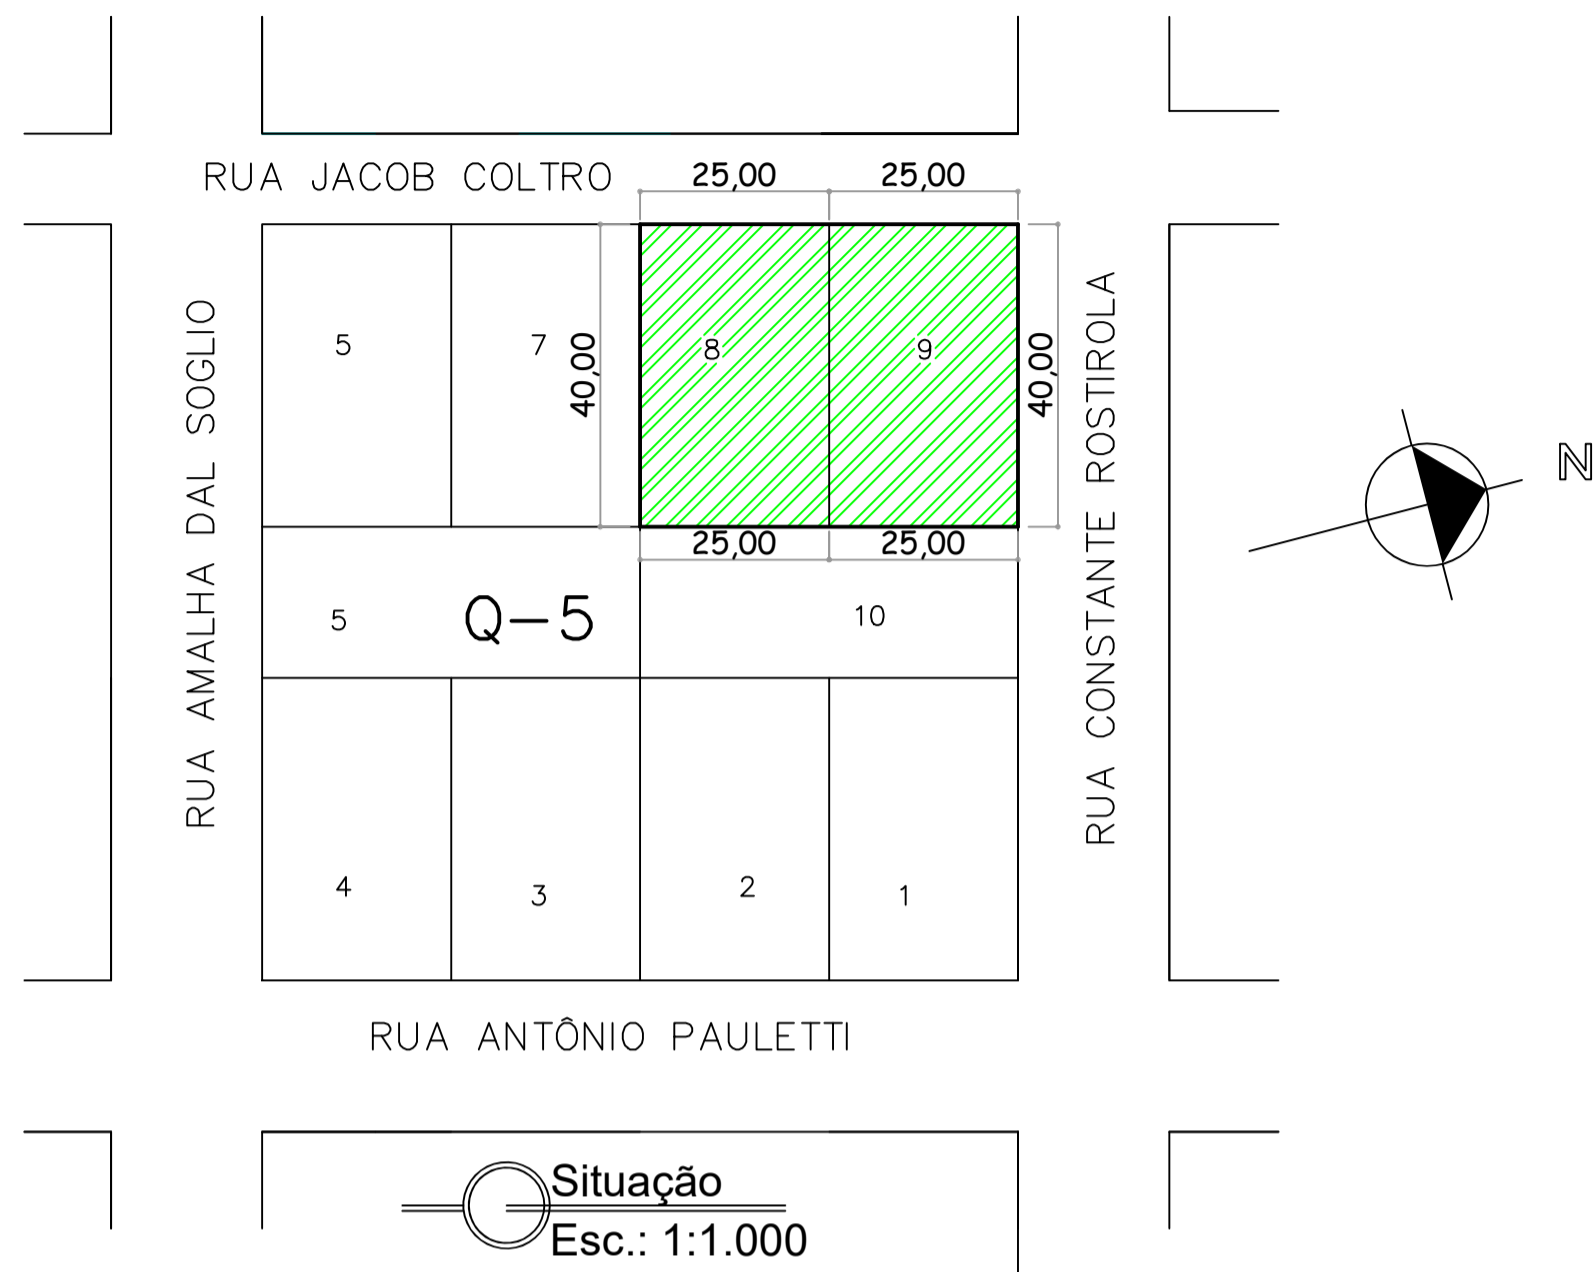 RUA JACOB COLTRO
25,00
25,00
RUA AMALHA DAL SOGLIO
5
7
40,00
8
9
40,00
RUA CONSTANTE ROSTIROLA
N
25,00
25,00
5
Q-5
10
4
3
2
1
RUA ANTÔNIO PAULETTI
Situação
Esc.: 1:1.000